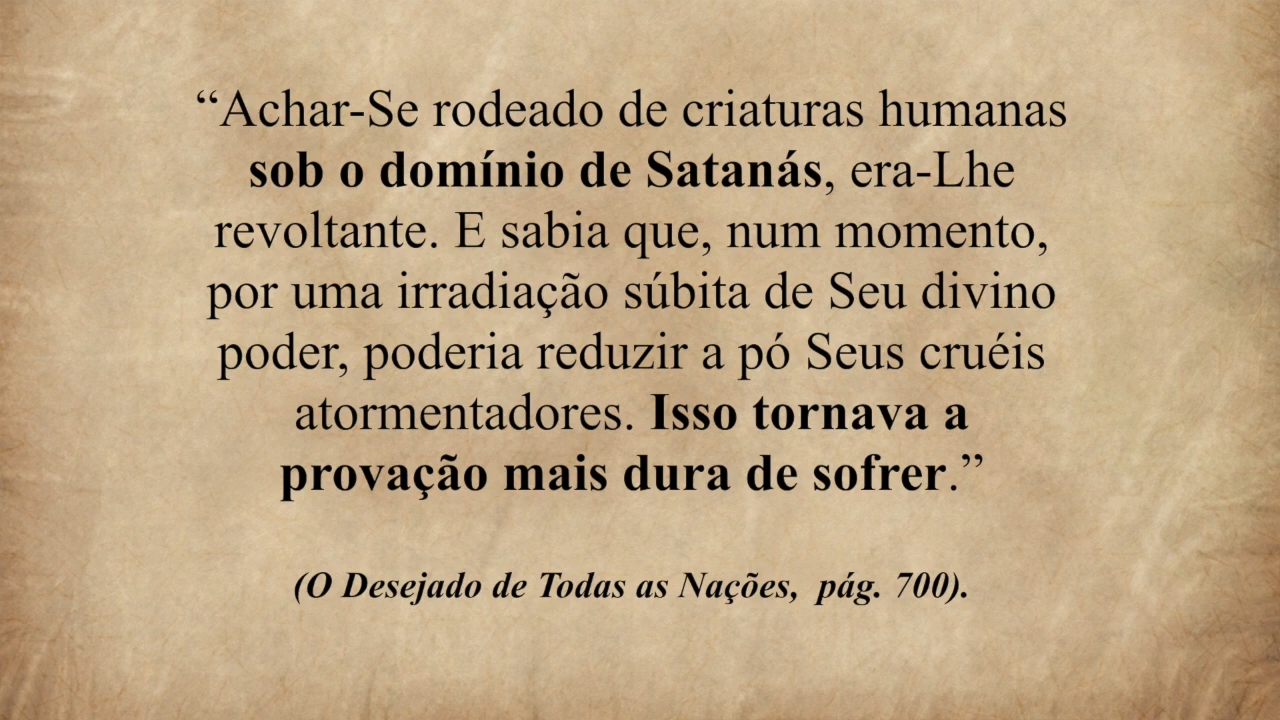 “Achar-Se rodeado de criaturas humanas
sob o domínio de Satanás, era-Lhe
revoltante. E sabia que, num momento,
por uma irradiação súbita de Seu divino
poder, poderia reduzir a pó Seus cruéis
atormentadores. Isso tornava a
provação mais dura de sofrer.”
(O Desejado de Todas as Nações,  pág. 700).